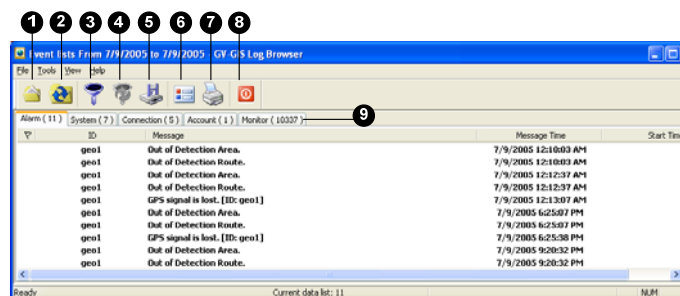 1 2 3 4 5 6 7 8
Event lists From 7/9/2005 to 7/9/2005 - GV-GIS Log Browser
File Tools View Help
Alarm ( 11 ) System ( 7 ) Connection ( 5 ) Account ( 1 ) Monitor ( 10337 ) 9
ID Message Message Time Start Time
geo1 Out of Detection Area. 7/9/2005 12:10:03 AM
geo1 Out of Detection Route. 7/9/2005 12:10:03 AM
geo1 Out of Detection Area. 7/9/2005 12:12:37 AM
geo1 Out of Detection Route. 7/9/2005 12:12:37 AM
geo1 GPS signal is lost. [ID: geo1] 7/9/2005 12:13:07 AM
geo1 Out of Detection Area. 7/9/2005 6:25:07 PM
geo1 Out of Detection Route. 7/9/2005 6:25:07 PM
geo1 GPS signal is lost. [ID: geo1] 7/9/2005 6:25:38 PM
geo1 Out of Detection Area. 7/9/2005 9:20:32 PM
geo1 Out of Detection Route. 7/9/2005 9:20:32 PM
Ready Current data list: 11 NUM